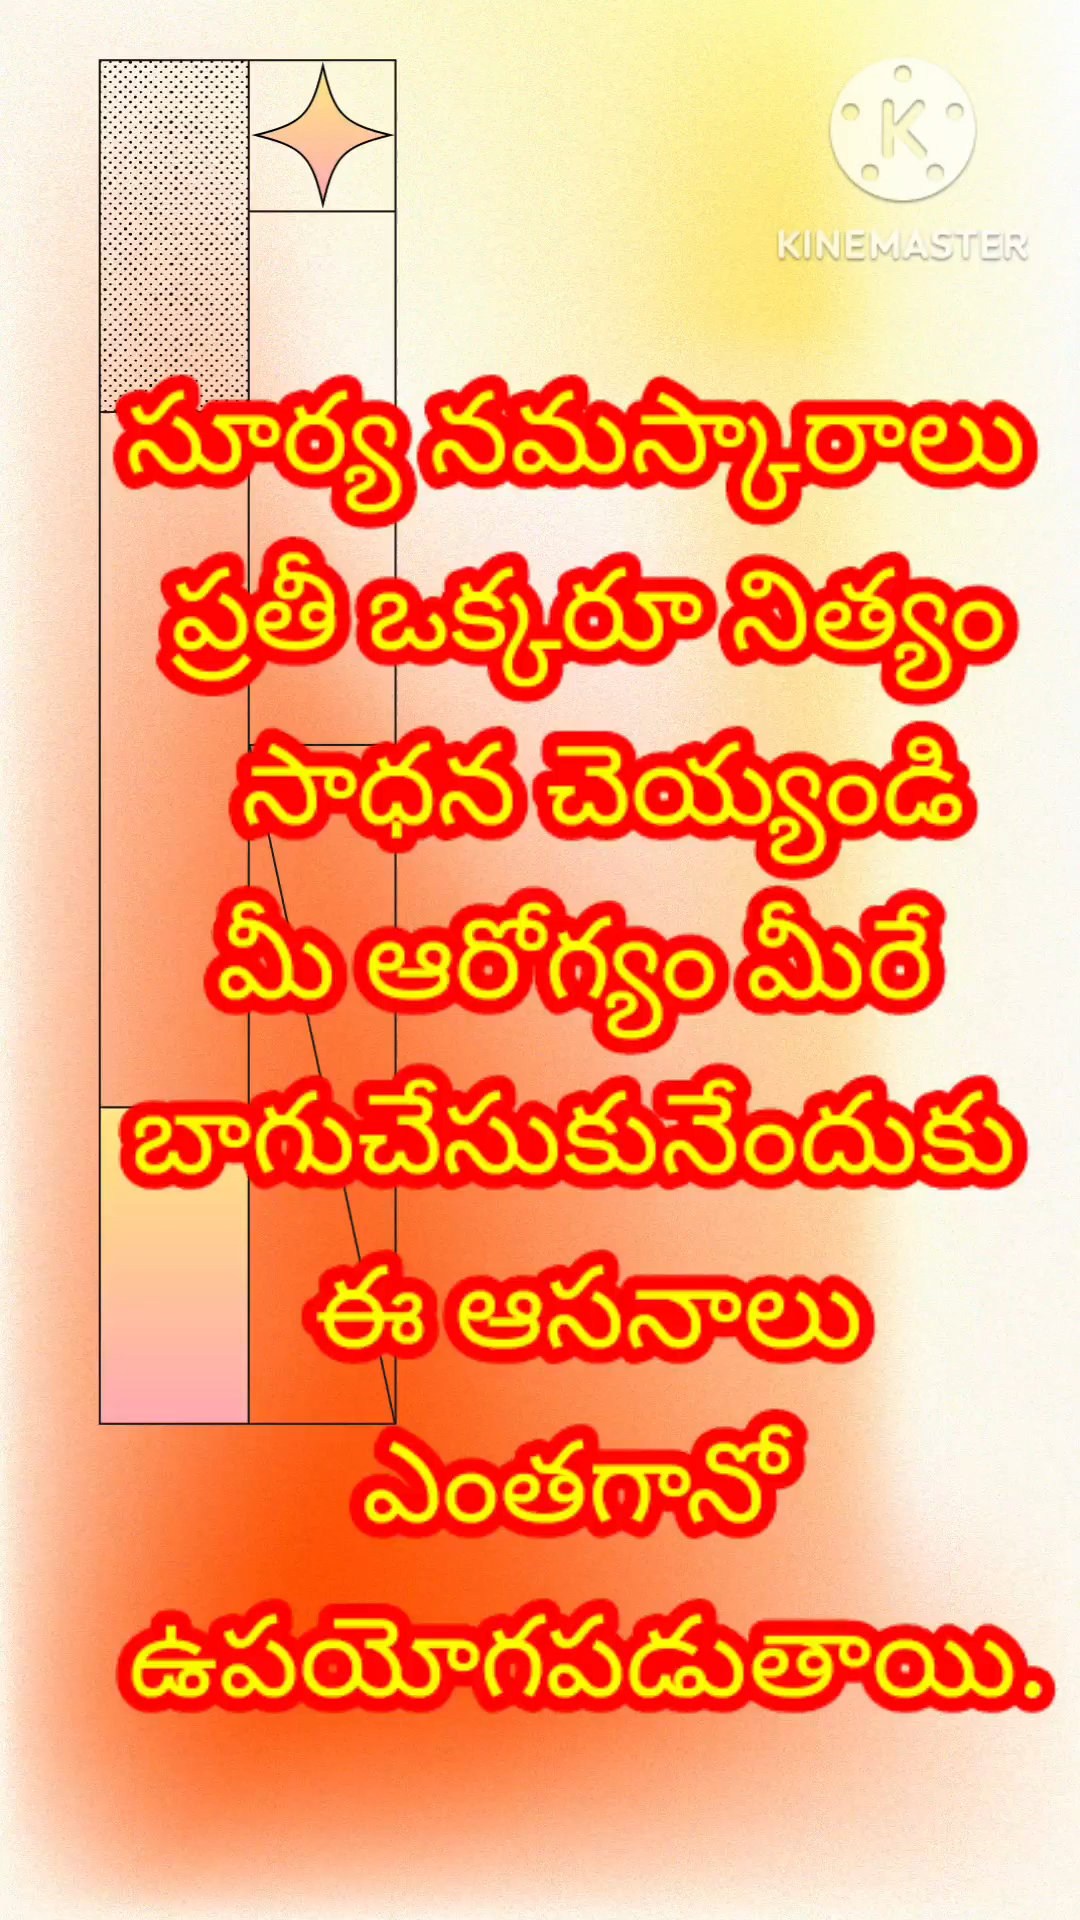 KINEMASTER
సూర్య నమస్కారాలు
ప్రతీ ఒక్కరూ నిత్యం
సాధన చెయ్యండి
మీ ఆరోగ్యం మీరే
బాగుచేసుకునేందుకు
ఈ ఆసనాలు
ఎంతగానో
ఉపయోగపడుతాయి.